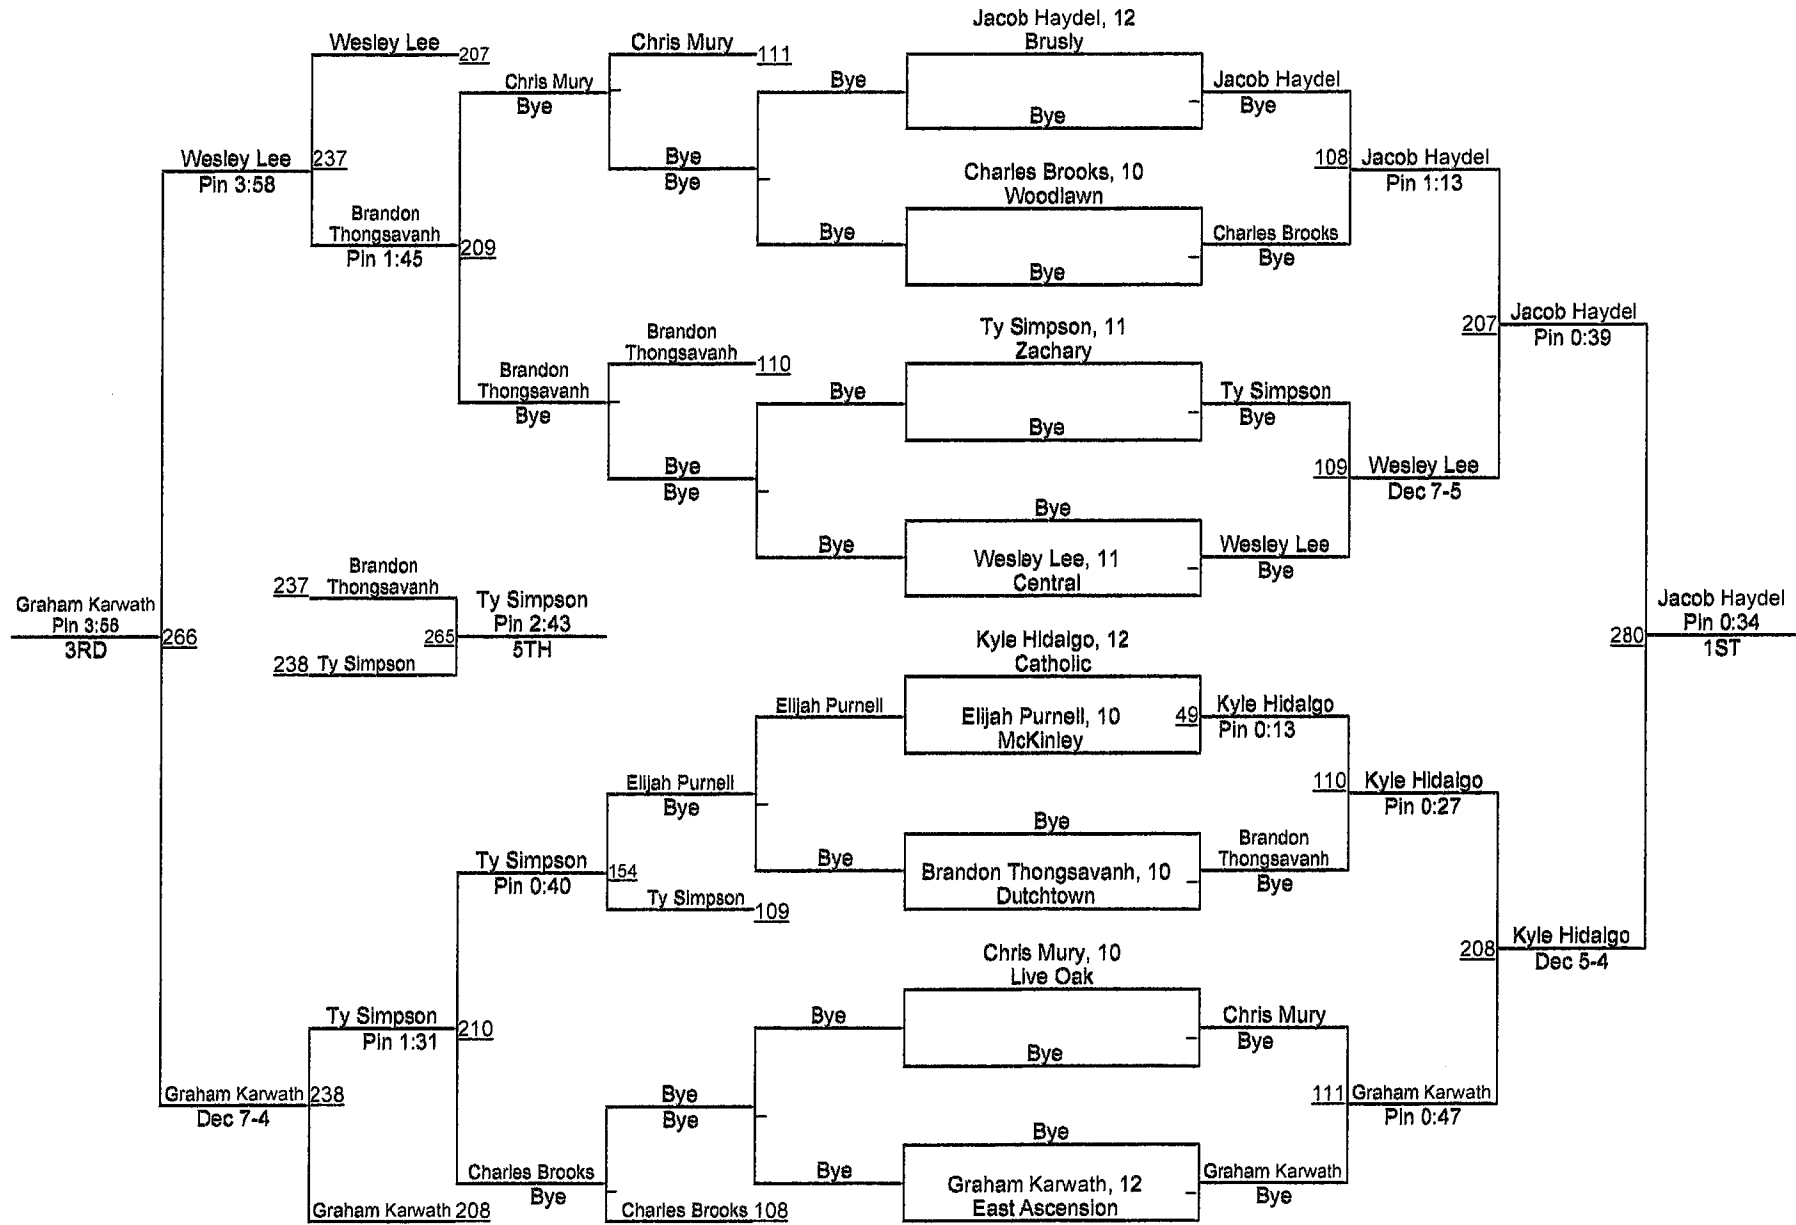 Jacob Haydel, 12
Brusly
Wesley Lee
207
Chris Mury
111
Chris Mury
Bye
Bye
Jacob Haydel
Bye
Bye
Wesley Lee
237
Pin 3:58
Bye
Bye
Charles Brooks, 10
Woodlawn
108
Jacob Haydel
Pin 1:13
Brandon
Thongsavanh
Pin 1:45
209
Bye
Charles Brooks
Bye
Bye
Ty Simpson, 11
Zachary
207
Jacob Haydel
Pin 0:39
Brandon
Thongsavanh
110
Brandon
Thongsavanh
Bye
Bye
Ty Simpson
Bye
Bye
Bye
Bye
109
Wesley Lee
Dec 7-5
Bye
Bye
Wesley Lee, 11
Central
Wesley Lee
Bye
237
Brandon
Thongsavanh
Ty Simpson
Pin 2:43
5TH
265
238
Ty Simpson
Graham Karwath
Pin 3:58
3RD
266
Jacob Haydel
Pin 0:34
1ST
280
Kyle Hidalgo, 12
Catholic
Elijah Purnell
Elijah Purnell, 10
McKinley
49
Kyle Hidalgo
Pin 0:13
Elijah Purnell
Bye
110
Kyle Hidalgo
Pin 0:27
Bye
Ty Simpson
Pin 0:40
154
Bye
Brandon Thongsavanh, 10
Dutchtown
Brandon
Thongsavanh
Bye
Ty Simpson
109
Chris Mury, 10
Live Oak
208
Kyle Hidalgo
Dec 5-4
Ty Simpson
Pin 1:31
210
Bye
Bye
Chris Mury
Bye
Graham Karwath
238
Dec 7-4
Bye
Bye
111
Graham Karwath
Pin 0:47
Bye
Charles Brooks
Bye
Bye
Graham Karwath, 12
East Ascension
Graham Karwath
Bye
Graham Karwath 208
Charles Brooks 108